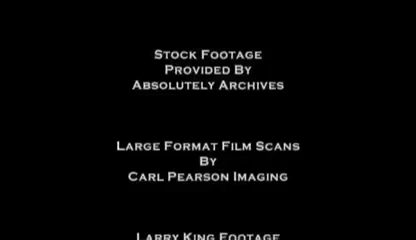 Stock Footage
Provided By
Absolutely Archives
Large Format Film Scans
By
Carl Pearson Imaging
Larry King Footage